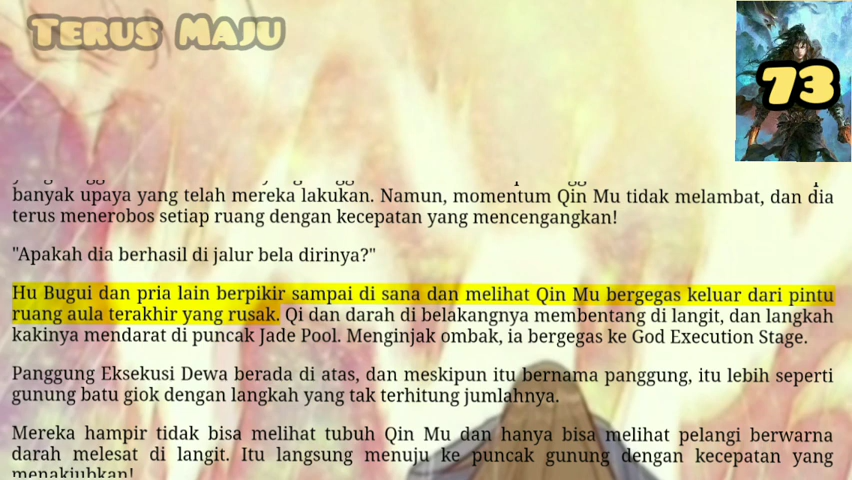 Terus Maju
73
banyak upaya yang telah mereka lakukan. Namun, momentum Qin Mu tidak melambat, dan dia
terus menerobos setiap ruang dengan kecepatan yang mencengangkan!
"Apakah dia berhasil di jalur bela dirinya?"
Hu Bugui dan pria lain berpikir sampai di sana dan melihat Qin Mu bergegas keluar dari pintu
ruang aula terakhir yang rusak. Qi dan darah di belakangnya membentang di langit, dan langkah
kakinya mendarat di puncak Jade Pool. Menginjak ombak, ia bergegas ke God Execution Stage.
Panggung Eksekusi Dewa berada di atas, dan meskipun itu bernama panggung, itu lebih seperti
gunung batu giok dengan langkah yang tak terhitung jumlahnya.
Mereka hampir tidak bisa melihat tubuh Qin Mu dan hanya bisa melihat pelangi berwarna
darah melesat di langit. Itu langsung menuju ke puncak gunung dengan kecepatan yang
menakjubkan!